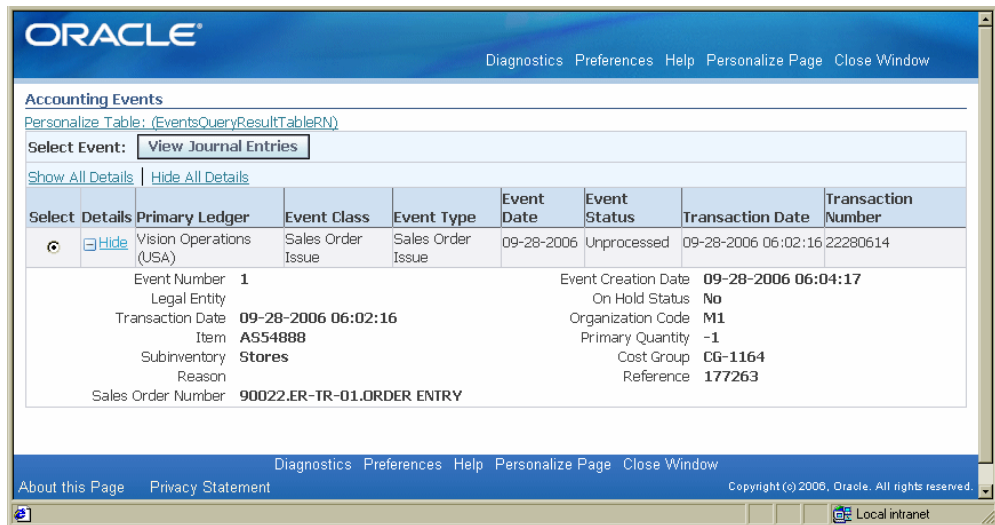 ORACLE®
Diagnostics Preferences Help Personalize Page Close Window
Accounting Events
Personalize Table: (EventsQueryResultTableRN)
Select Event: View Journal Entries
Show All Details | Hide All Details
Select Details Primary Ledger Event Class Event Type Event Date Event Status Transaction Date Transaction Number
Hide Vision Operations (USA) Sales Order Issue Sales Order Issue 09-28-2006 Unprocessed 09-28-2006 06:02:16 22280614
Event Number 1 Event Creation Date 09-28-2006 06:04:17
Legal Entity On Hold Status No
Transaction Date 09-28-2006 06:02:16 Organization Code M1
Item AS54888 Primary Quantity -1
Subinventory Stores Cost Group CG-1164
Reason Reference 177263
Sales Order Number 90022.ER-TR-01.ORDER ENTRY
Diagnostics Preferences Help Personalize Page Close Window
About this Page Privacy Statement Copyright (c) 2006, Oracle. All rights reserved.
Local intranet